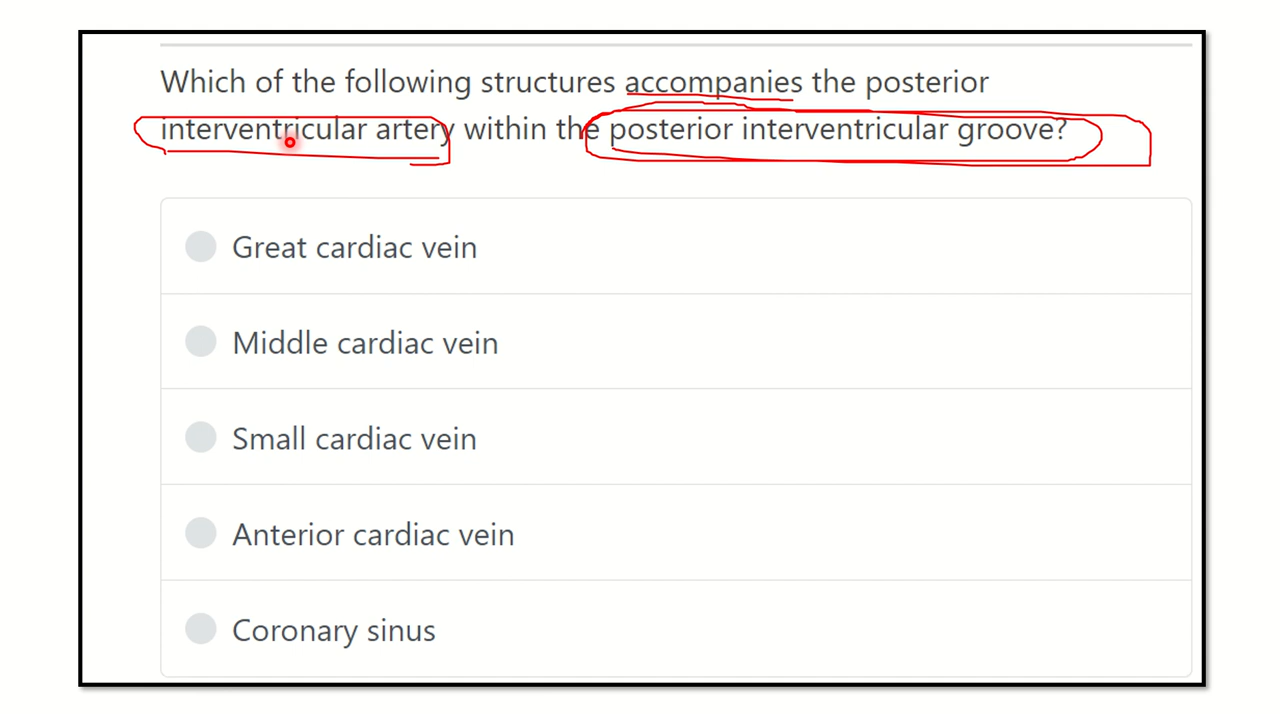 Which of the following structures accompanies the posterior
interventricular artery within the posterior interventricular groove?
Great cardiac vein
Middle cardiac vein
Small cardiac vein
Anterior cardiac vein
Coronary sinus